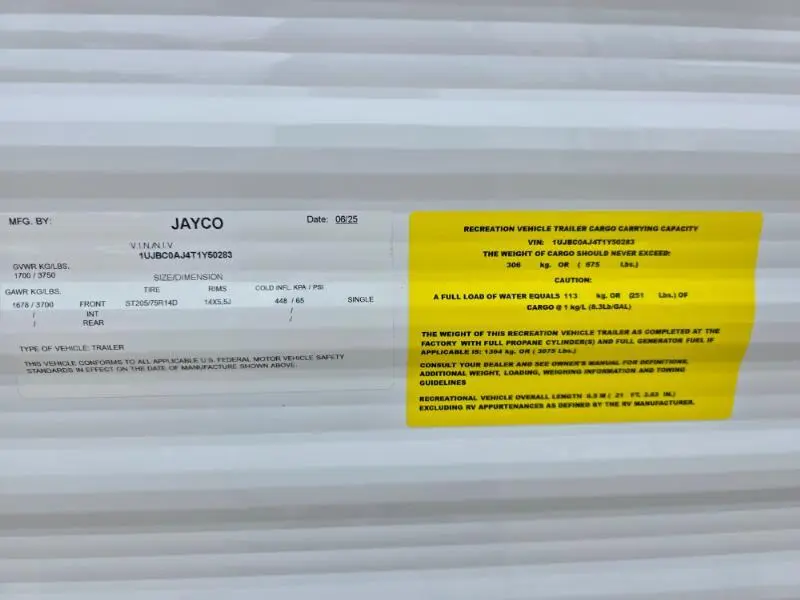 MFG. BY: JAYCO Date: 06/25
V.I.N./N.I.V
1UJBC0AJ4T1Y50283
GVWR KG/LBS.
1700 / 3750
SIZE/DIMENSION
GAWR KG/LBS. TIRE RIMS COLD INFL. KPA / PSI
1678 / 3700 FRONT ST205/75R14D 14X5.5J 448 / 65 SINGLE
/ INT /
/ REAR /
TYPE OF VEHICLE: TRAILER
THIS VEHICLE CONFORMS TO ALL APPLICABLE U.S. FEDERAL MOTOR VEHICLE SAFETY
STANDARDS IN EFFECT ON THE DATE OF MANUFACTURE SHOWN ABOVE.
RECREATION VEHICLE TRAILER CARGO CARRYING CAPACITY
VIN: 1UJBC0AJ4T1Y50283
THE WEIGHT OF CARGO SHOULD NEVER EXCEED:
306 kg. OR ( 675 Lbs.)
CAUTION:
A FULL LOAD OF WATER EQUALS 113 kg. OR (251 Lbs.) OF
CARGO @ 1 kg/L (8.3Lb/GAL)
THE WEIGHT OF THIS RECREATION VEHICLE TRAILER AS COMPLETED AT THE
FACTORY WITH FULL PROPANE CYLINDER(S) AND FULL GENERATOR FUEL IF
APPLICABLE IS: 1394 kg. OR ( 3075 Lbs.)
CONSULT YOUR DEALER AND SEE OWNER'S MANUAL FOR DEFINITIONS,
ADDITIONAL WEIGHT, LOADING, WEIGHING INFORMATION AND TOWING
GUIDELINES
RECREATIONAL VEHICLE OVERALL LENGTH 6.5 M ( 21 FT. IN.)
EXCLUDING RV APPURTENANCES AS DEFINED BY THE RV MANUFACTURER.